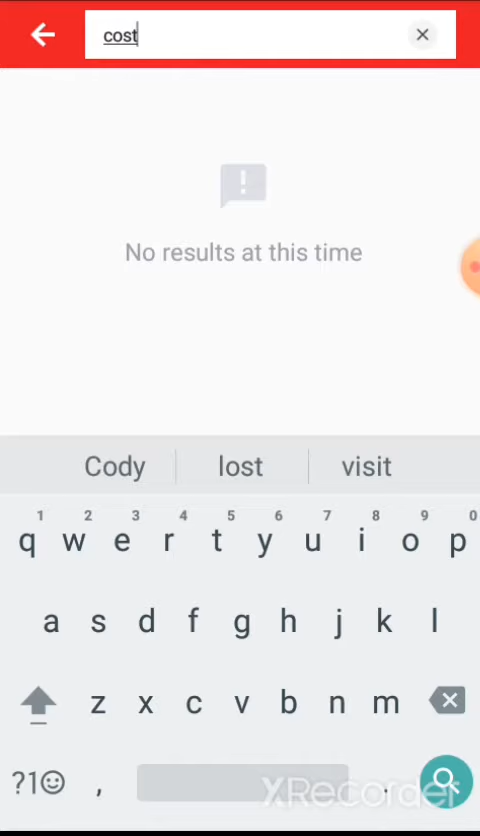 cost
No results at this time
Cody lost visit
1 2 3 4 5 6 7 8 9 0
q w e r t y u i o p
a s d f g h j k l
z x c v b n m
?1☺ , .
XRecorder